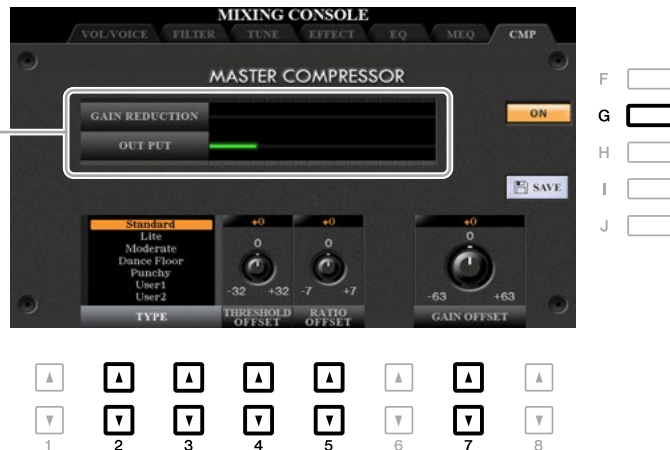 MIXING CONSOLE
VOL/VOICE FILTER TUNE EFFECT EQ MEQ CMP
MASTER COMPRESSOR
GAIN REDUCTION
OUT PUT
ON
SAVE
F
G
H
I
J
Standard
Lite
Moderate
Dance Floor
Punchy
User1
User2
TYPE
+0
0
-32 +32
THRESHOLD
OFFSET
+0
0
-7 +7
RATIO
OFFSET
+0
0
-63 +63
GAIN OFFSET
1 2 3 4 5 6 7 8